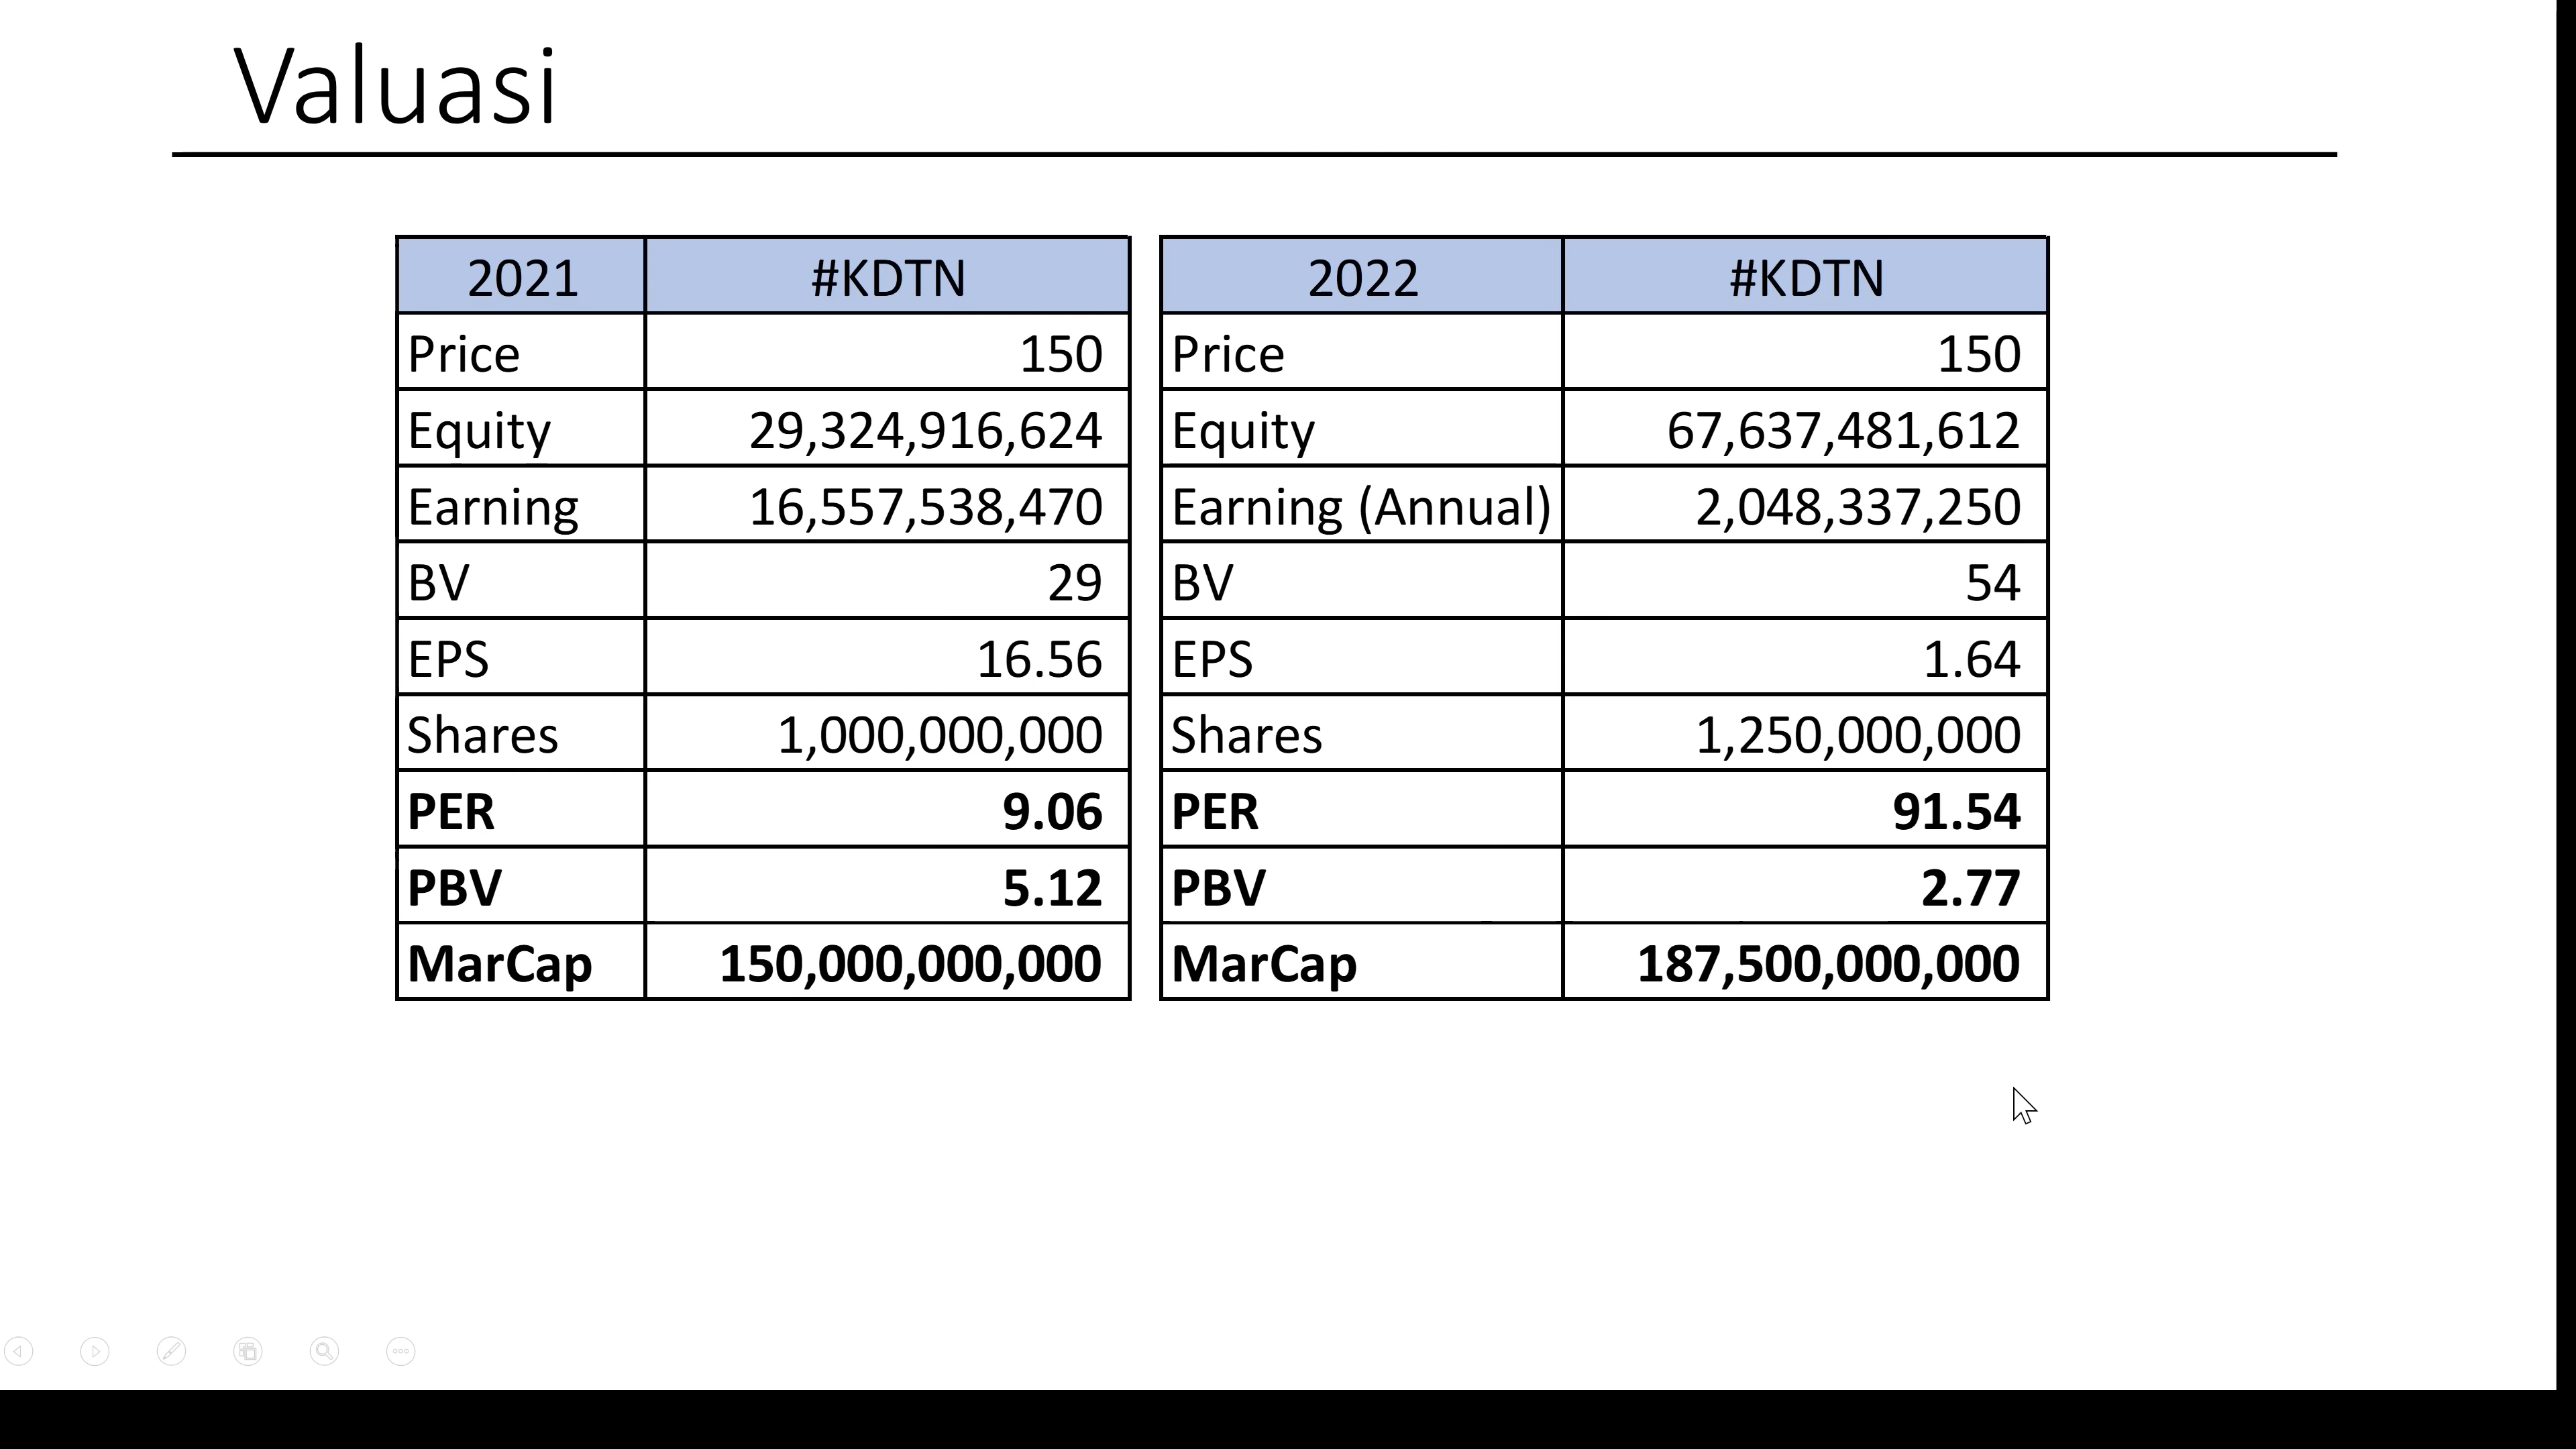 Valuasi
2021 #KDTN
Price 150
Equity 29,324,916,624
Earning 16,557,538,470
BV 29
EPS 16.56
Shares 1,000,000,000
PER 9.06
PBV 5.12
MarCap 150,000,000,000
2022 #KDTN
Price 150
Equity 67,637,481,612
Earning (Annual) 2,048,337,250
BV 54
EPS 1.64
Shares 1,250,000,000
PER 91.54
PBV 2.77
MarCap 187,500,000,000